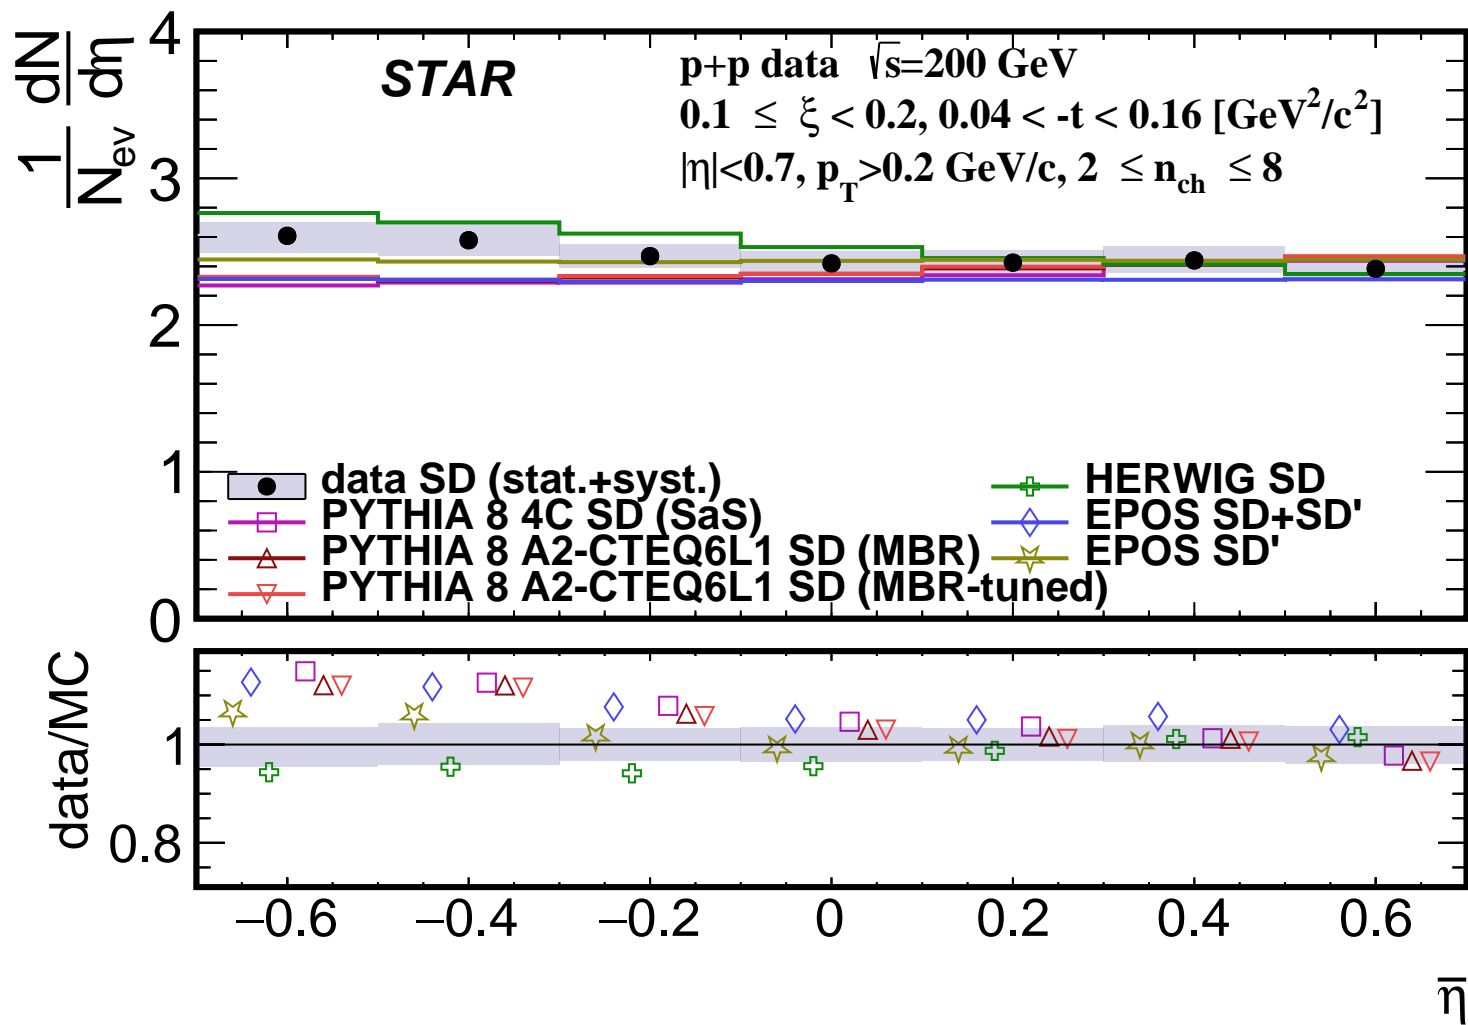 1/N_ev dN/dη
4
3
2
1
0
STAR
p+p data √s=200 GeV
0.1 ≤ ξ < 0.2, 0.04 < -t < 0.16 [GeV²/c²]
|η|<0.7, p_T>0.2 GeV/c, 2 ≤ n_ch ≤ 8
data SD (stat.+syst.)
PYTHIA 8 4C SD (SaS)
PYTHIA 8 A2-CTEQ6L1 SD (MBR)
PYTHIA 8 A2-CTEQ6L1 SD (MBR-tuned)
HERWIG SD
EPOS SD+SD'
EPOS SD'
data/MC
1
0.8
−0.6 −0.4 −0.2 0 0.2 0.4 0.6
η̅